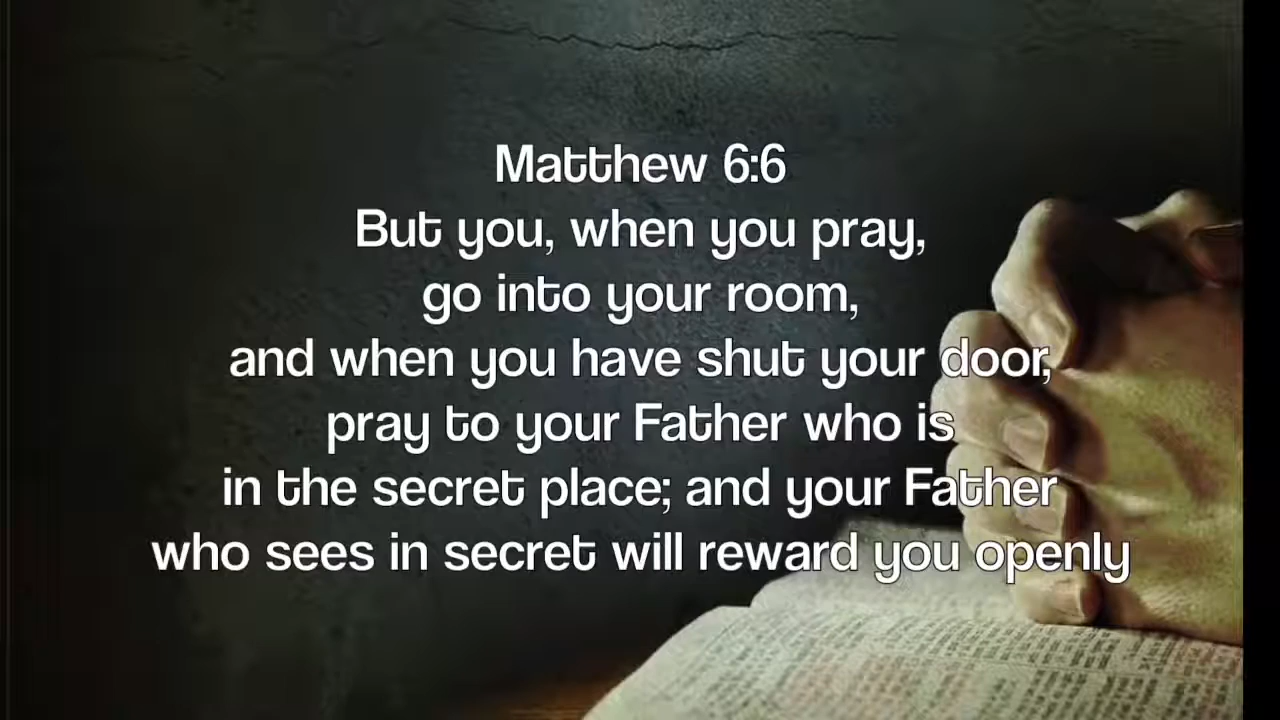 Matthew 6:6
But you, when you pray,
go into your room,
and when you have shut your door,
pray to your Father who is
in the secret place; and your Father
who sees in secret will reward you openly